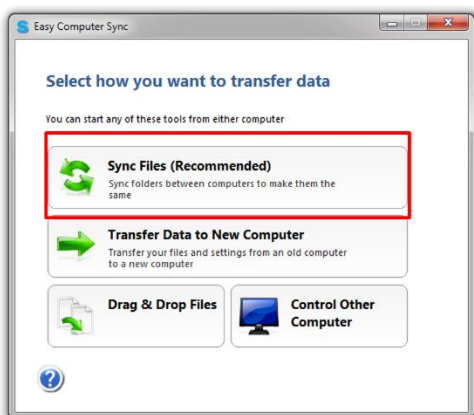 Easy Computer Sync
Select how you want to transfer data
You can start any of these tools from either computer
Sync Files (Recommended)
Sync folders between computers to make them the
same
Transfer Data to New Computer
Transfer your files and settings from an old computer
to a new computer
Drag & Drop Files
Control Other
Computer